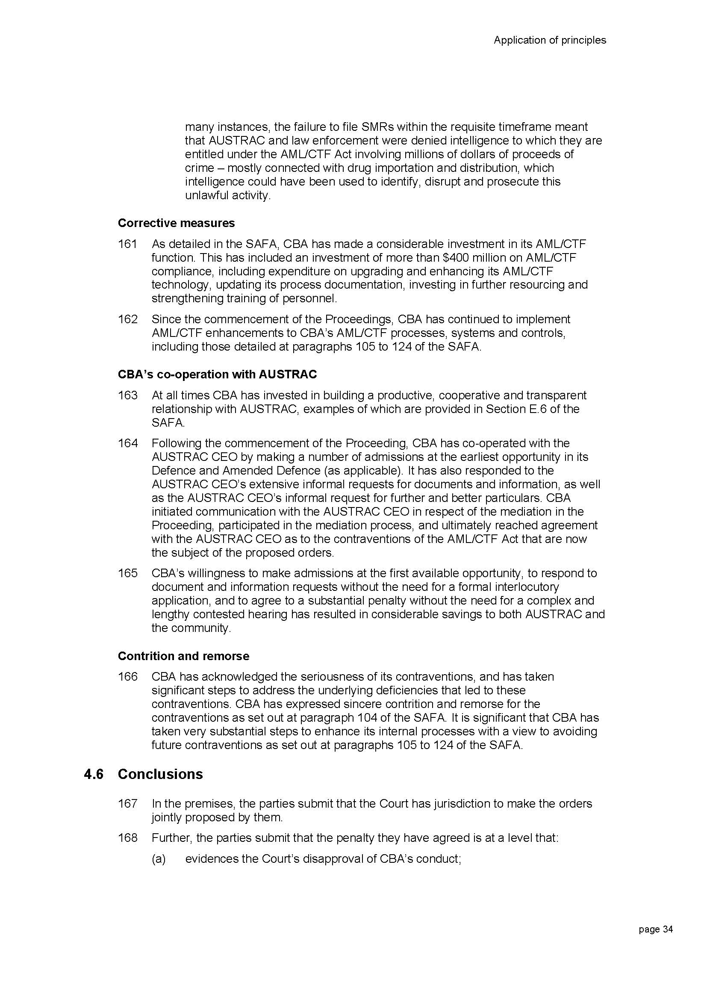 Application of principles
many instances, the failure to file SMRs within the requisite timeframe meant
that AUSTRAC and law enforcement were denied intelligence to which they are
entitled under the AML/CTF Act involving millions of dollars of proceeds of
crime – mostly connected with drug importation and distribution, which
intelligence could have been used to identify, disrupt and prosecute this
unlawful activity.
Corrective measures
161 As detailed in the SAFA, CBA has made a considerable investment in its AML/CTF
function. This has included an investment of more than $400 million on AML/CTF
compliance, including expenditure on upgrading and enhancing its AML/CTF
technology, updating its process documentation, investing in further resourcing and
strengthening training of personnel.
162 Since the commencement of the Proceedings, CBA has continued to implement
AML/CTF enhancements to CBA's AML/CTF processes, systems and controls,
including those detailed at paragraphs 105 to 124 of the SAFA.
CBA's co-operation with AUSTRAC
163 At all times CBA has invested in building a productive, cooperative and transparent
relationship with AUSTRAC, examples of which are provided in Section E.6 of the
SAFA.
164 Following the commencement of the Proceeding, CBA has co-operated with the
AUSTRAC CEO by making a number of admissions at the earliest opportunity in its
Defence and Amended Defence (as applicable). It has also responded to the
AUSTRAC CEO's extensive informal requests for documents and information, as well
as the AUSTRAC CEO's informal request for further and better particulars. CBA
initiated communication with the AUSTRAC CEO in respect of the mediation in the
Proceeding, participated in the mediation process, and ultimately reached agreement
with the AUSTRAC CEO as to the contraventions of the AML/CTF Act that are now
the subject of the proposed orders.
165 CBA's willingness to make admissions at the first available opportunity, to respond to
document and information requests without the need for a formal interlocutory
application, and to agree to a substantial penalty without the need for a complex and
lengthy contested hearing has resulted in considerable savings to both AUSTRAC and
the community.
Contrition and remorse
166 CBA has acknowledged the seriousness of its contraventions, and has taken
significant steps to address the underlying deficiencies that led to these
contraventions. CBA has expressed sincere contrition and remorse for the
contraventions as set out at paragraph 104 of the SAFA. It is significant that CBA has
taken very substantial steps to enhance its internal processes with a view to avoiding
future contraventions as set out at paragraphs 105 to 124 of the SAFA.
4.6 Conclusions
167 In the premises, the parties submit that the Court has jurisdiction to make the orders
jointly proposed by them.
168 Further, the parties submit that the penalty they have agreed is at a level that:
(a) evidences the Court's disapproval of CBA's conduct;
page 34